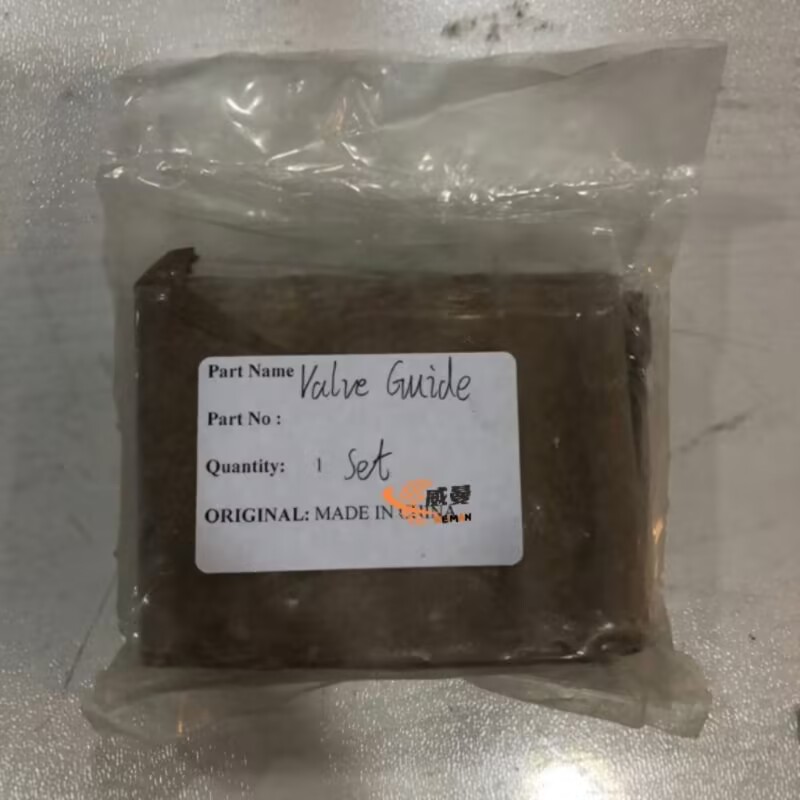 Part Name Valve Guide
Part No :
Quantity: 1 Set
威曼
ORIGINAL: MADE IN CHINA